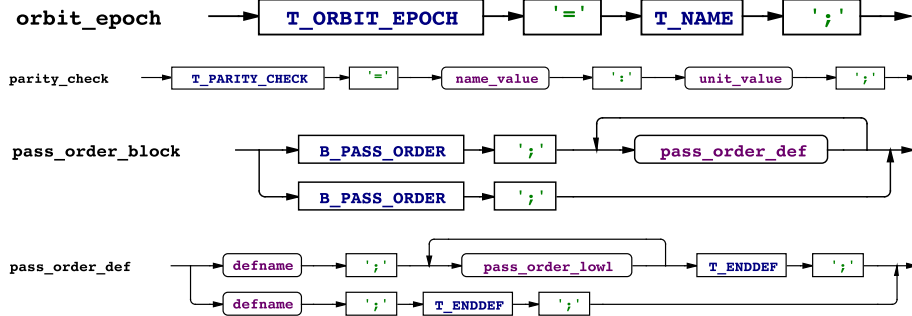 orbit_epoch T_ORBIT_EPOCH '=' T_NAME ';'
parity_check T_PARITY_CHECK '=' name_value ':' unit_value ';'
pass_order_block B_PASS_ORDER ';' pass_order_def
B_PASS_ORDER ';'
pass_order_def defname ';' pass_order_lowl T_ENDDEF ';'
defname ';' T_ENDDEF ';'